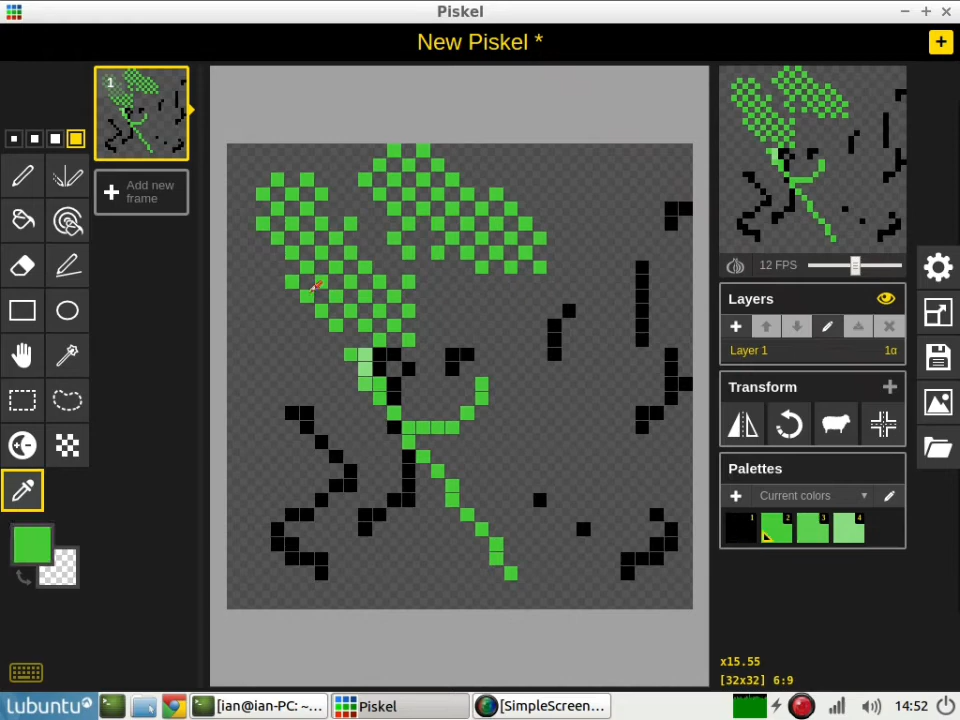 Piskel
New Piskel *
1
Add new
frame
12 FPS
Layers
Layer 1
1α
Transform
Palettes
Current colors
1
2
3
4
x15.55
[32x32] 6:9
lubuntu
[ian@ian-PC: ~...
Piskel
[SimpleScreen...
14:52